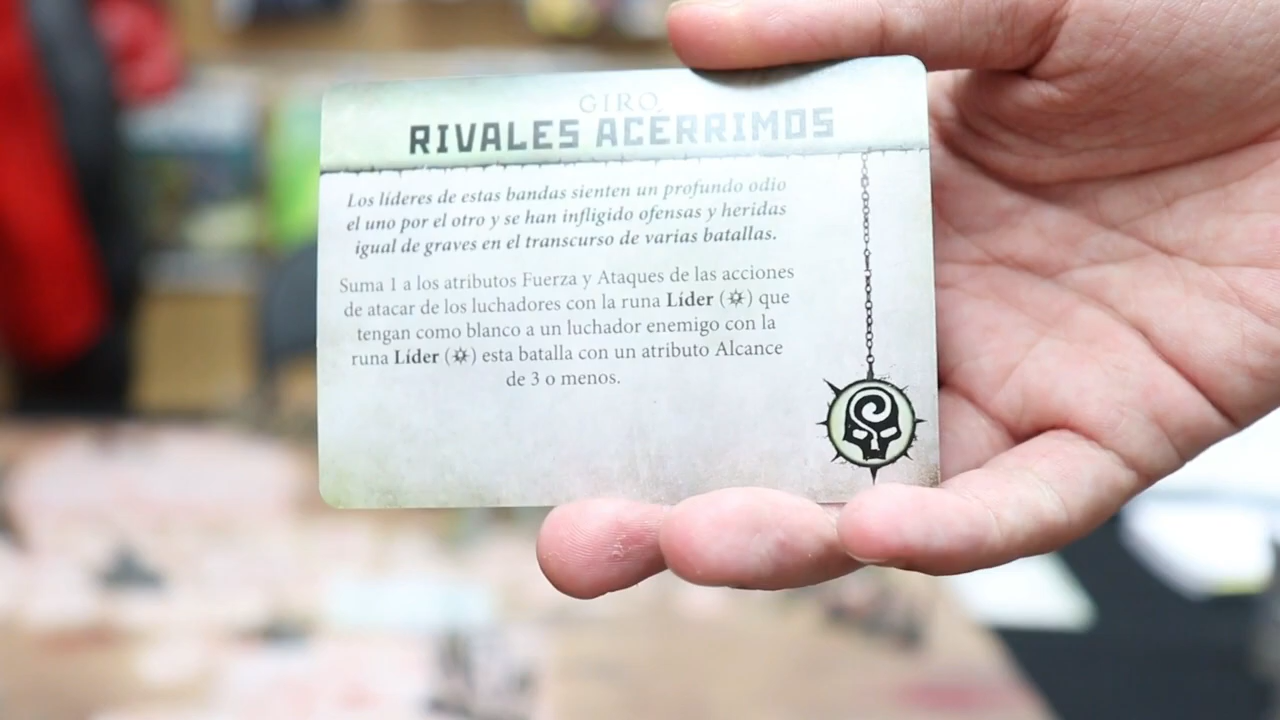 GIRO
RIVALES ACÉRRIMOS
Los líderes de estas bandas sienten un profundo odio
el uno por el otro y se han infligido ofensas y heridas
igual de graves en el transcurso de varias batallas.
Suma 1 a los atributos Fuerza y Ataques de las acciones
de atacar de los luchadores con la runa Líder () que
tengan como blanco a un luchador enemigo con la
runa Líder () esta batalla con un atributo Alcance
de 3 o menos.